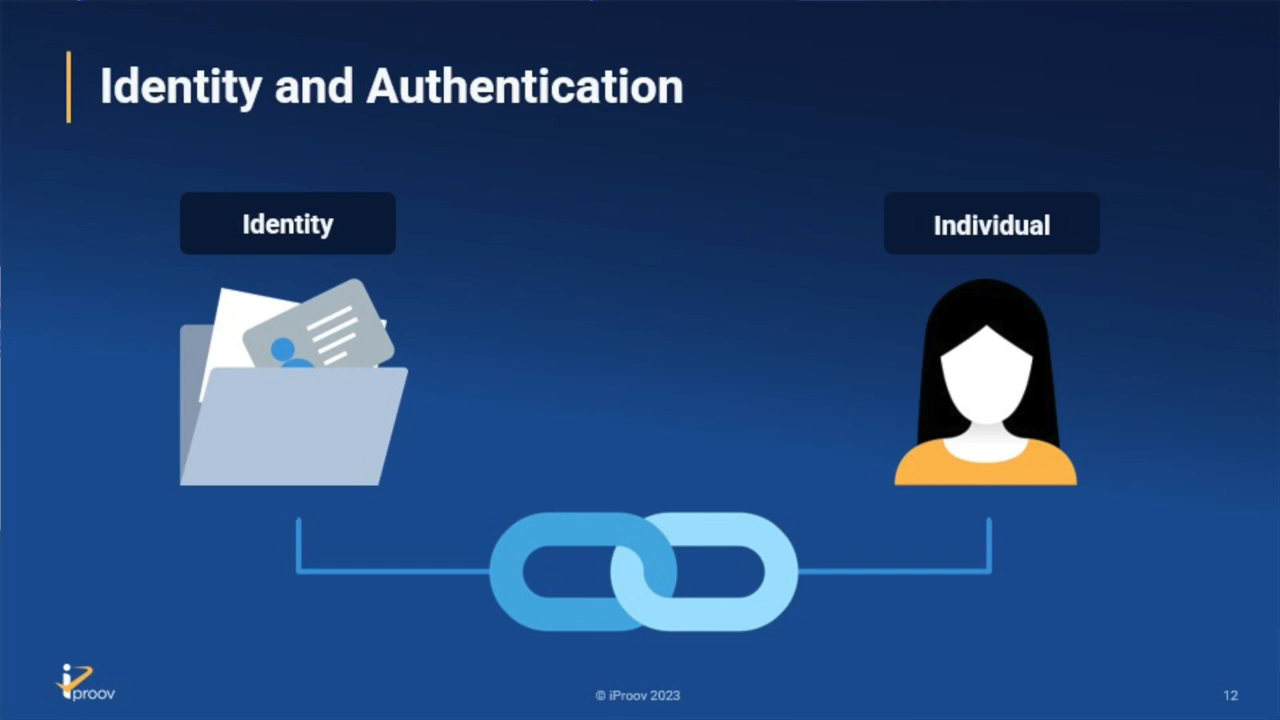 Identity and Authentication
Identity
Individual
iproov
© iProov 2023
12